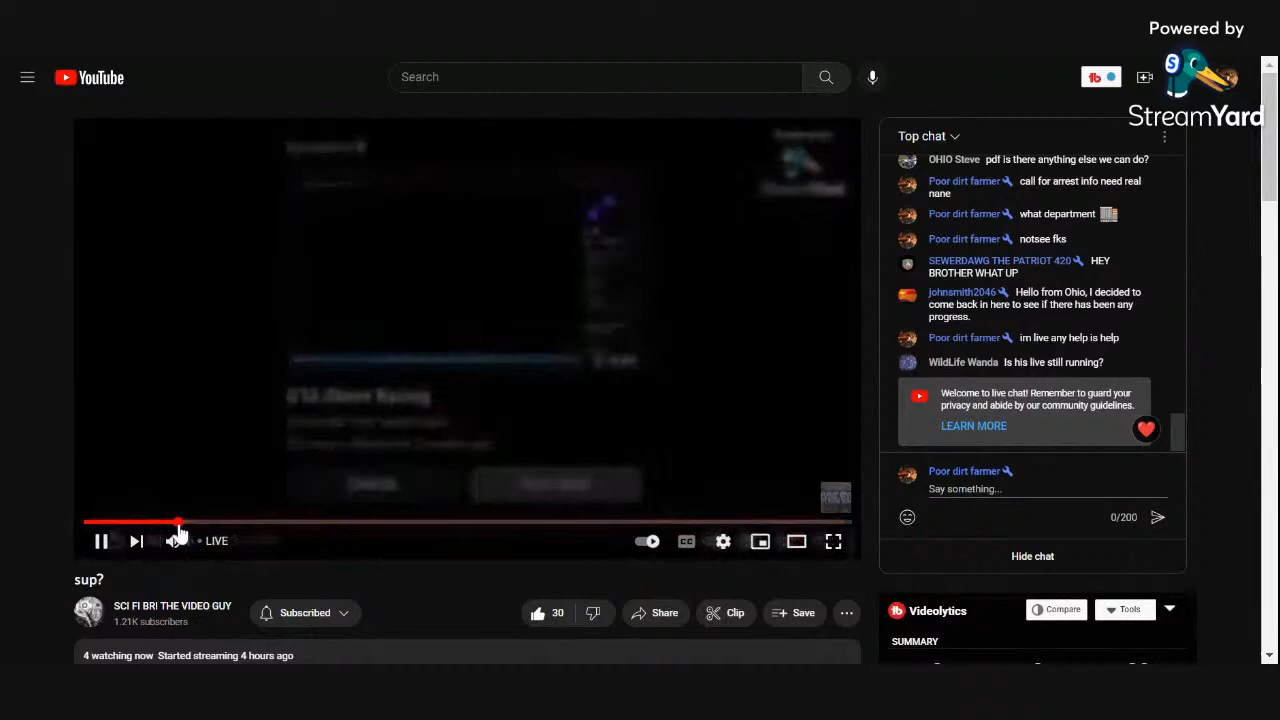 Powered by
StreamYard
YouTube
Search
Top chat
OHIO Steve pdf is there anything else we can do?
Poor dirt farmer call for arrest info need real
nane
Poor dirt farmer what department
Poor dirt farmer notsee fks
SEWERDAWG THE PATRIOT 420 HEY
BROTHER WHAT UP
johnsmith2046 Hello from Ohio, I decided to
come back in here to see if there has been any
progress.
Poor dirt farmer im live any help is help
WildLife Wanda Is his live still running?
Welcome to live chat! Remember to guard your
privacy and abide by our community guidelines.
LEARN MORE
Poor dirt farmer
Say something...
0/200
Hide chat
LIVE
CC
sup?
SCI FI BRI THE VIDEO GUY
1.21K subscribers
Subscribed
30
Share
Clip
Save
4 watching now Started streaming 4 hours ago
tb Videolytics
Compare
Tools
SUMMARY